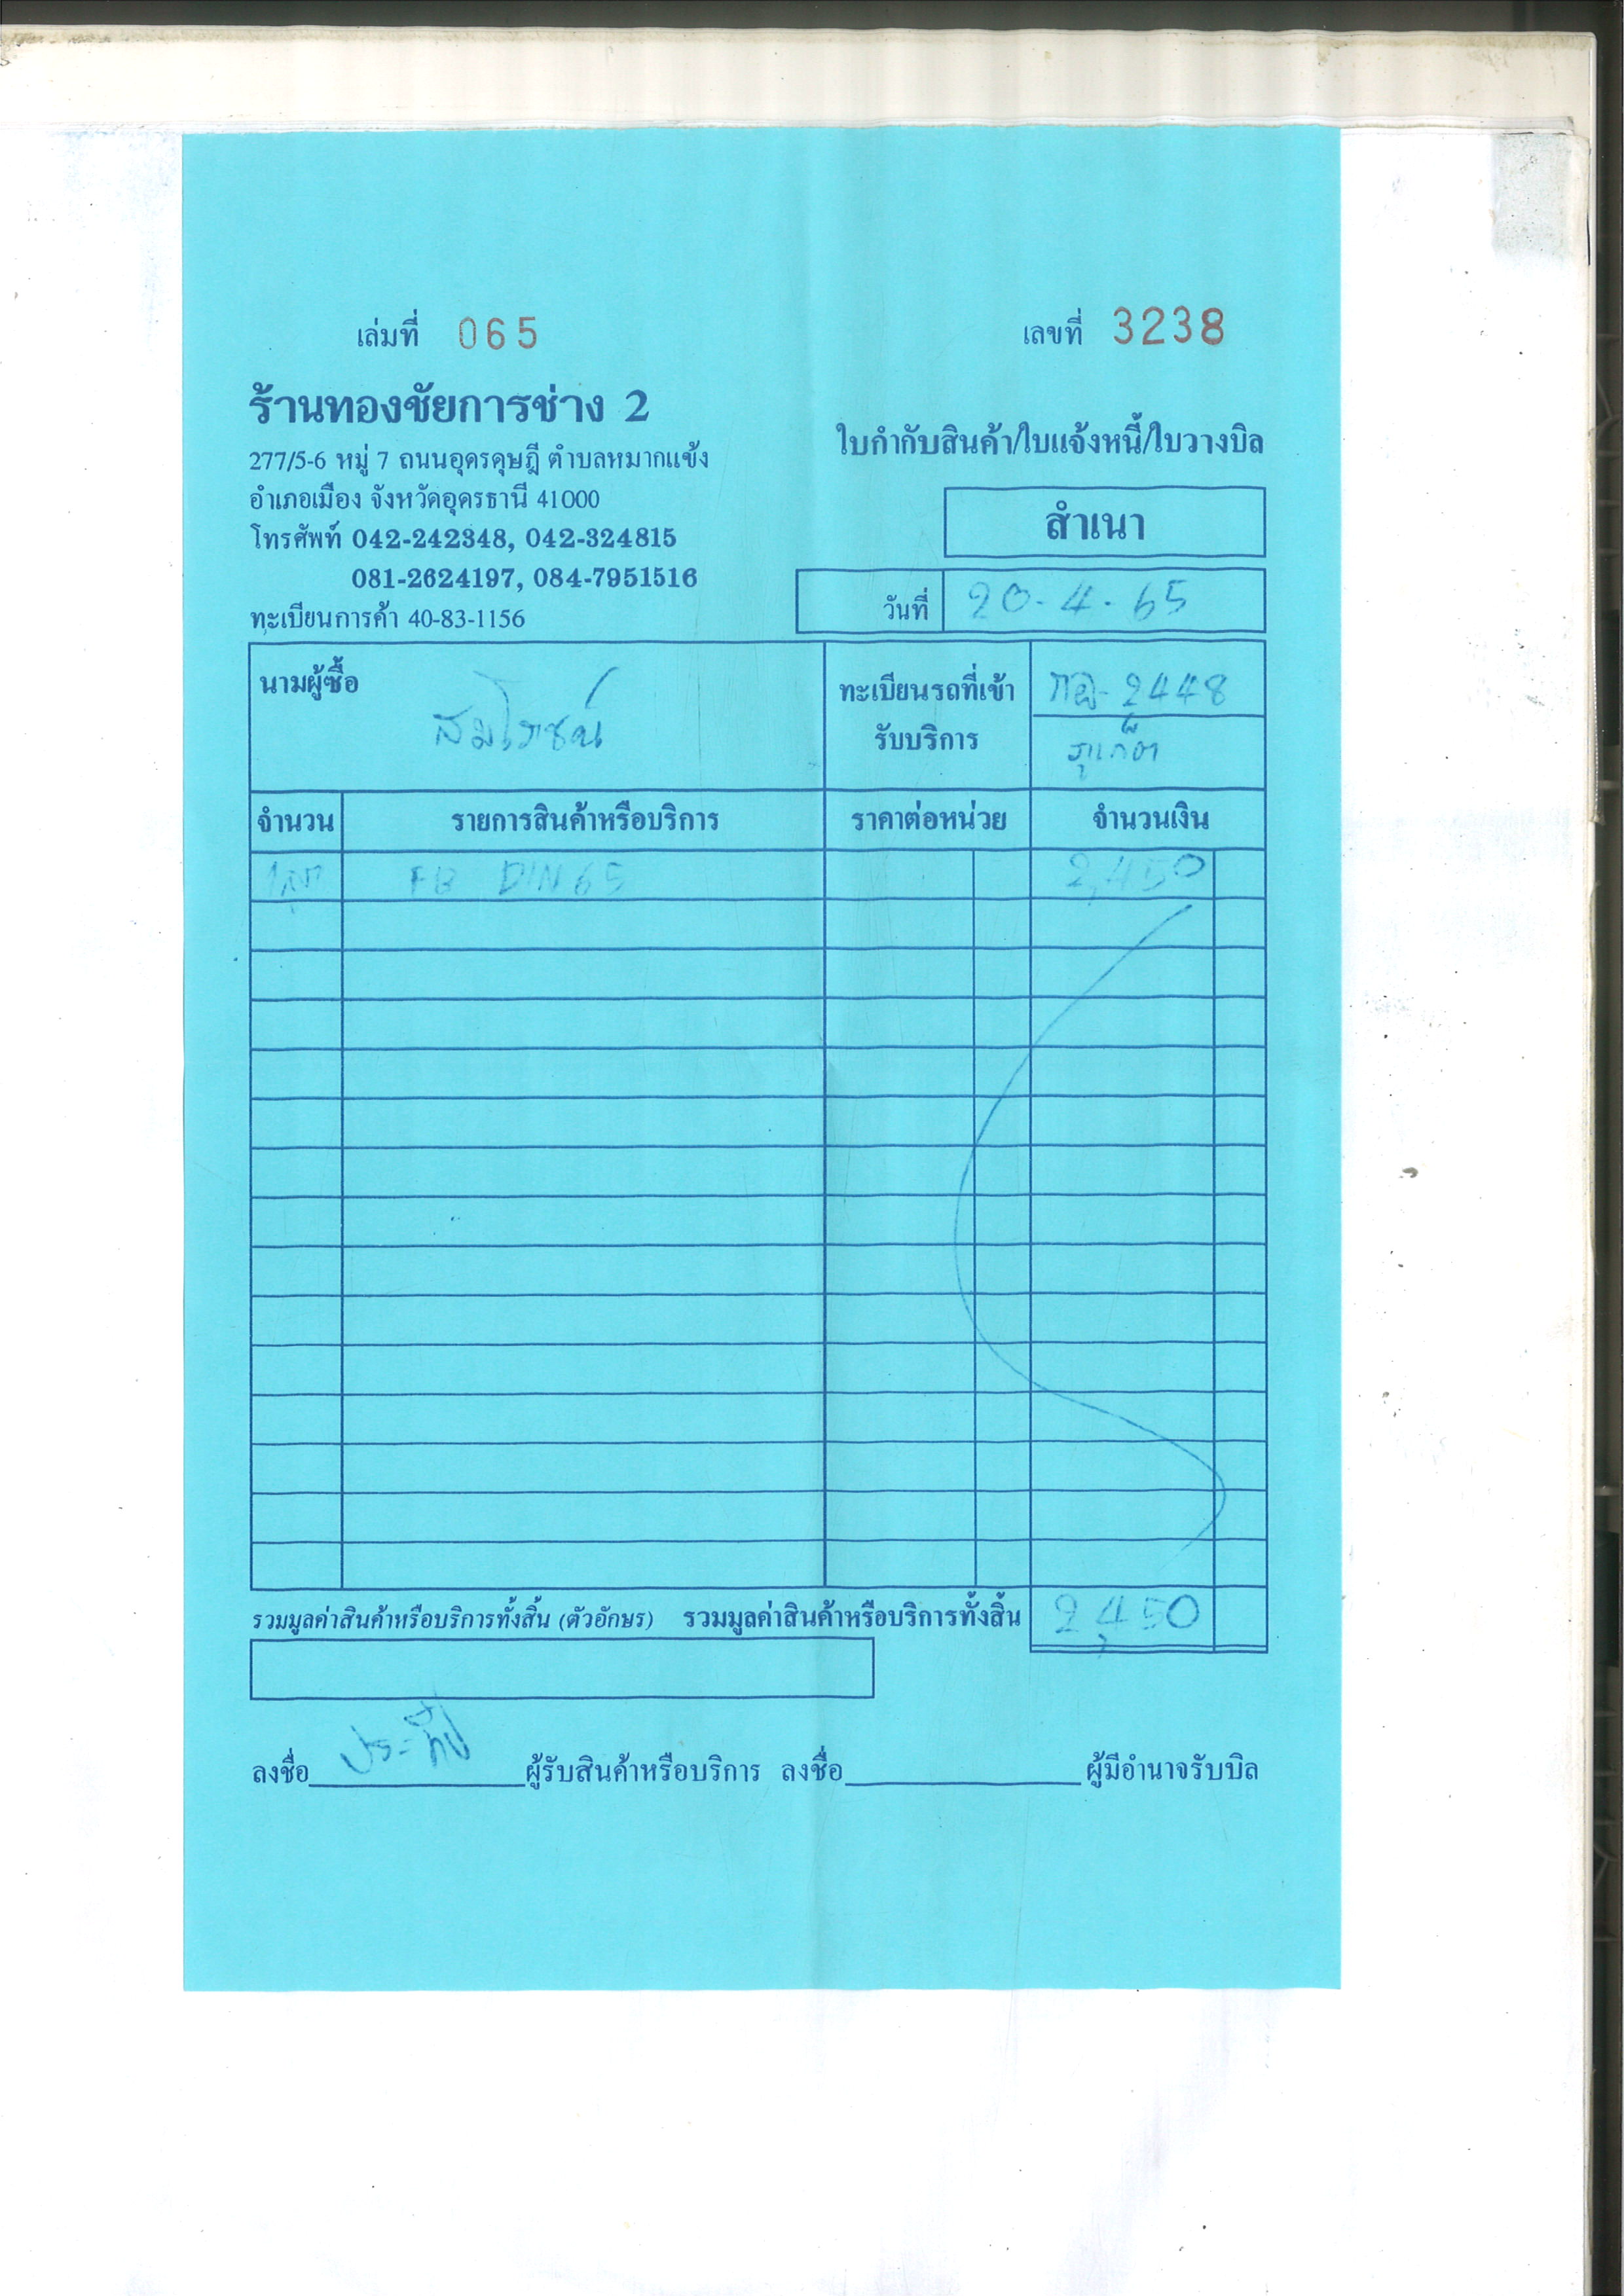 เล่มที่ 065
เลขที่ 3238
ร้านทองชัยการช่าง 2
277/5-6 หมู่ 7 ถนนอุดรดุษฎี ตำบลหมากแข้ง
อำเภอเมือง จังหวัดอุดรธานี 41000
โทรศัพท์ 042-242348, 042-324815
081-2624197, 084-7951516
ทะเบียนการค้า 40-83-1156
ใบกำกับสินค้า/ใบแจ้งหนี้/ใบวางบิล
สำเนา
วันที่ 20-4-65
นามผู้ซื้อ สมโภชน์
ทะเบียนรถที่เข้า 2448
รับบริการ ภูเก็ต
จำนวน รายการสินค้าหรือบริการ ราคาต่อหน่วย จำนวนเงิน
1ลูก FB DIN 65 2,450
รวมมูลค่าสินค้าหรือบริการทั้งสิ้น (ตัวอักษร) รวมมูลค่าสินค้าหรือบริการทั้งสิ้น 2,450
ลงชื่อ ประทีป ผู้รับสินค้าหรือบริการ ลงชื่อ ผู้มีอำนาจรับบิล